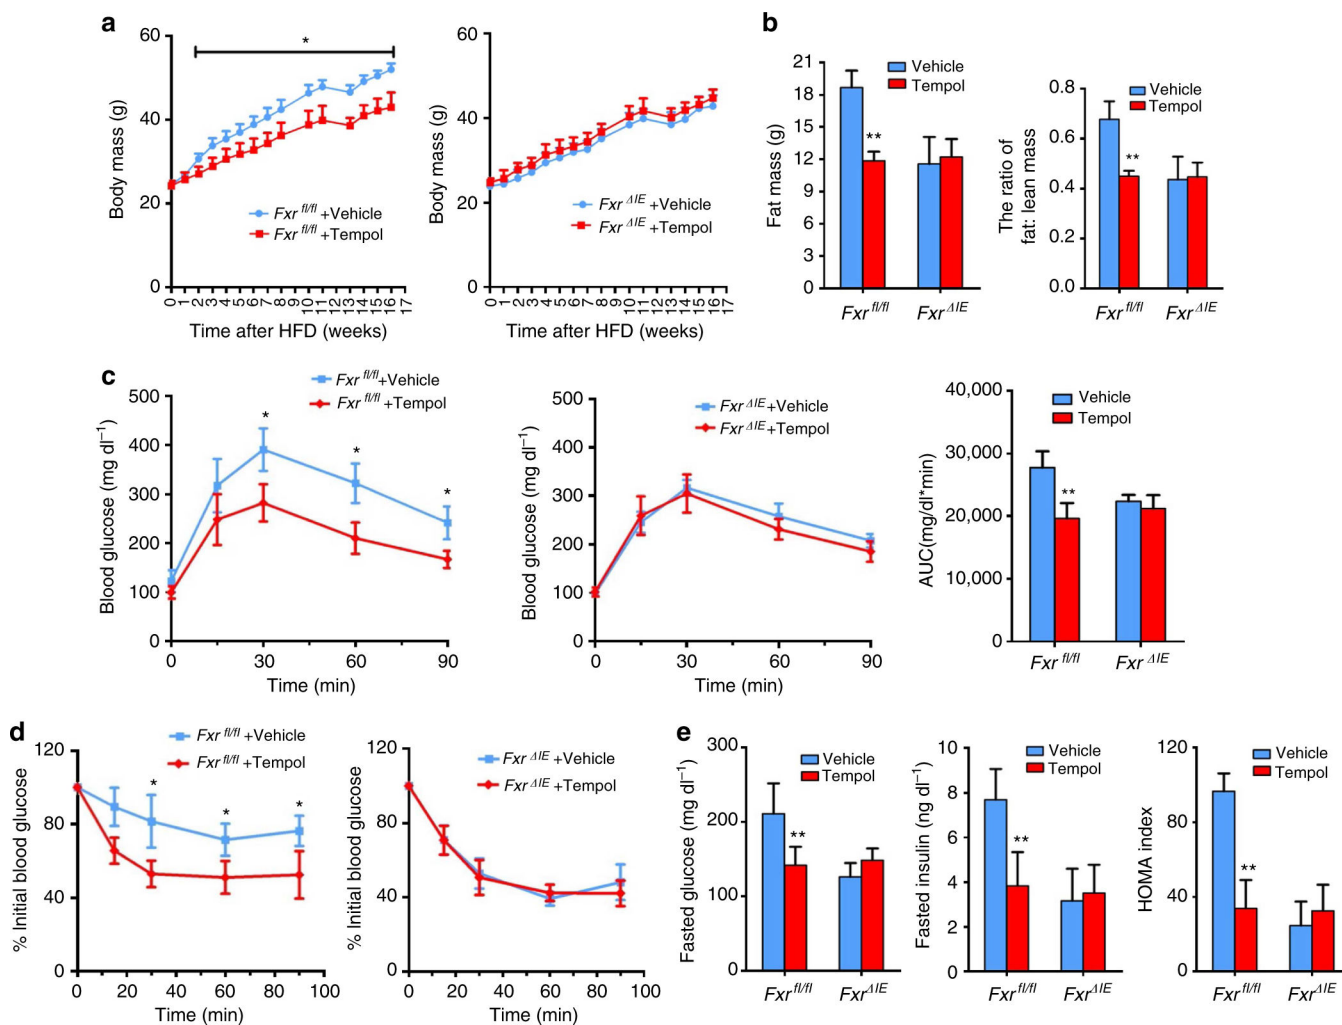 a
60
40
20
0
Body mass (g)
*
Fxr fl/fl +Vehicle
Fxr fl/fl +Tempol
0 1 2 3 4 5 6 7 8 9 10 11 12 13 14 15 16 17
Time after HFD (weeks)
60
40
20
0
Body mass (g)
Fxr ΔIE +Vehicle
Fxr ΔIE +Tempol
0 1 2 3 4 5 6 7 8 9 10 11 12 13 14 15 16 17
Time after HFD (weeks)
b
21
18
15
12
9
6
3
0
Fat mass (g)
Vehicle
Tempol
**
Fxr fl/fl
Fxr ΔIE
0.8
0.6
0.4
0.2
0.0
The ratio of
fat: lean mass
Vehicle
Tempol
**
Fxr fl/fl
Fxr ΔIE
c
500
400
300
200
100
0
Blood glucose (mg dl−1)
Fxr fl/fl+Vehicle
Fxr fl/fl+Tempol
*
*
*
0 30 60 90
Time (min)
500
400
300
200
100
0
Blood glucose (mg dl−1)
Fxr ΔIE+Vehicle
Fxr ΔIE+Tempol
0 30 60 90
Time (min)
40,000
30,000
20,000
10,000
0
AUC(mg/dl*min)
Vehicle
Tempol
**
Fxr fl/fl
Fxr ΔIE
d
120
80
40
0
% Initial blood glucose
Fxr fl/fl +Vehicle
Fxr fl/fl +Tempol
*
*
*
0 20 40 60 80 100
Time (min)
120
80
40
0
% Initial blood glucose
Fxr ΔIE +Vehicle
Fxr ΔIE +Tempol
0 20 40 60 80 100
Time (min)
e
300
200
100
0
Fasted glucose (mg dl−1)
Vehicle
Tempol
**
Fxr fl/fl
Fxr ΔIE
10
8
6
4
2
0
Fasted insulin (ng dl−1)
Vehicle
Tempol
**
Fxr fl/fl
Fxr ΔIE
120
80
40
0
HOMA index
Vehicle
Tempol
**
Fxr fl/fl
Fxr ΔIE